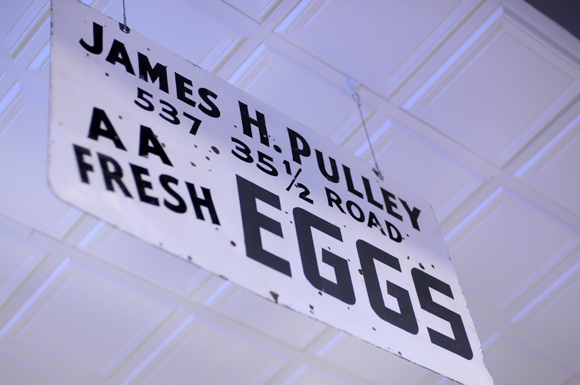 JAMES H. PULLEY
537 35½ ROAD
AA
FRESH
EGGS